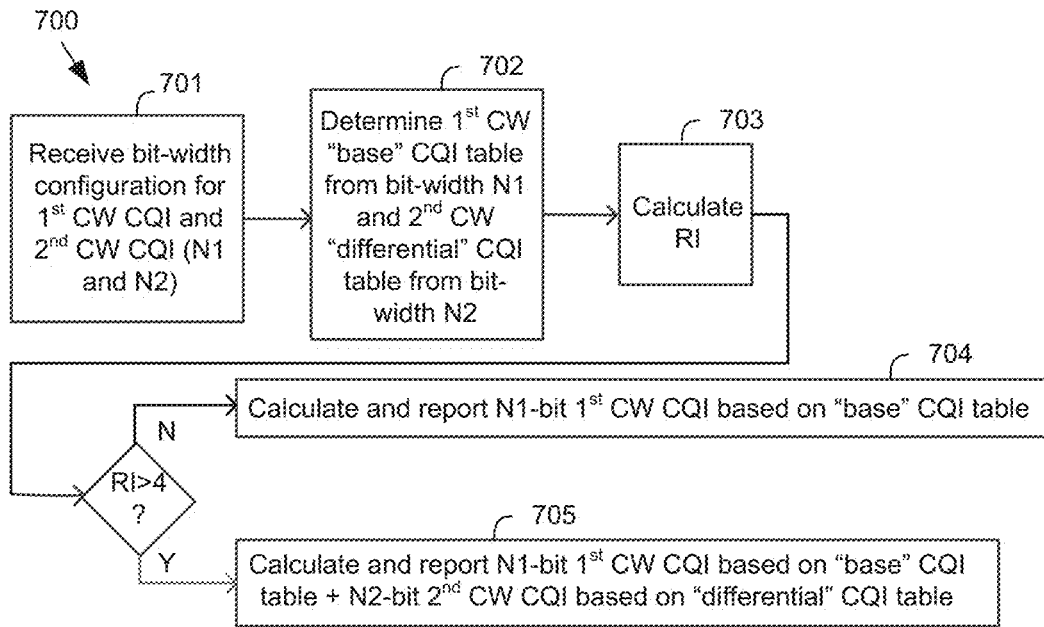 700
701
Receive bit-width
configuration for
1st CW CQI and
2nd CW CQI (N1
and N2)
702
Determine 1st CW
“base” CQI table
from bit-width N1
and 2nd CW
“differential” CQI
table from bit-
width N2
703
Calculate
RI
704
Calculate and report N1-bit 1st CW CQI based on “base” CQI table
N
RI>4
?
Y
705
Calculate and report N1-bit 1st CW CQI based on “base” CQI
table + N2-bit 2nd CW CQI based on “differential” CQI table